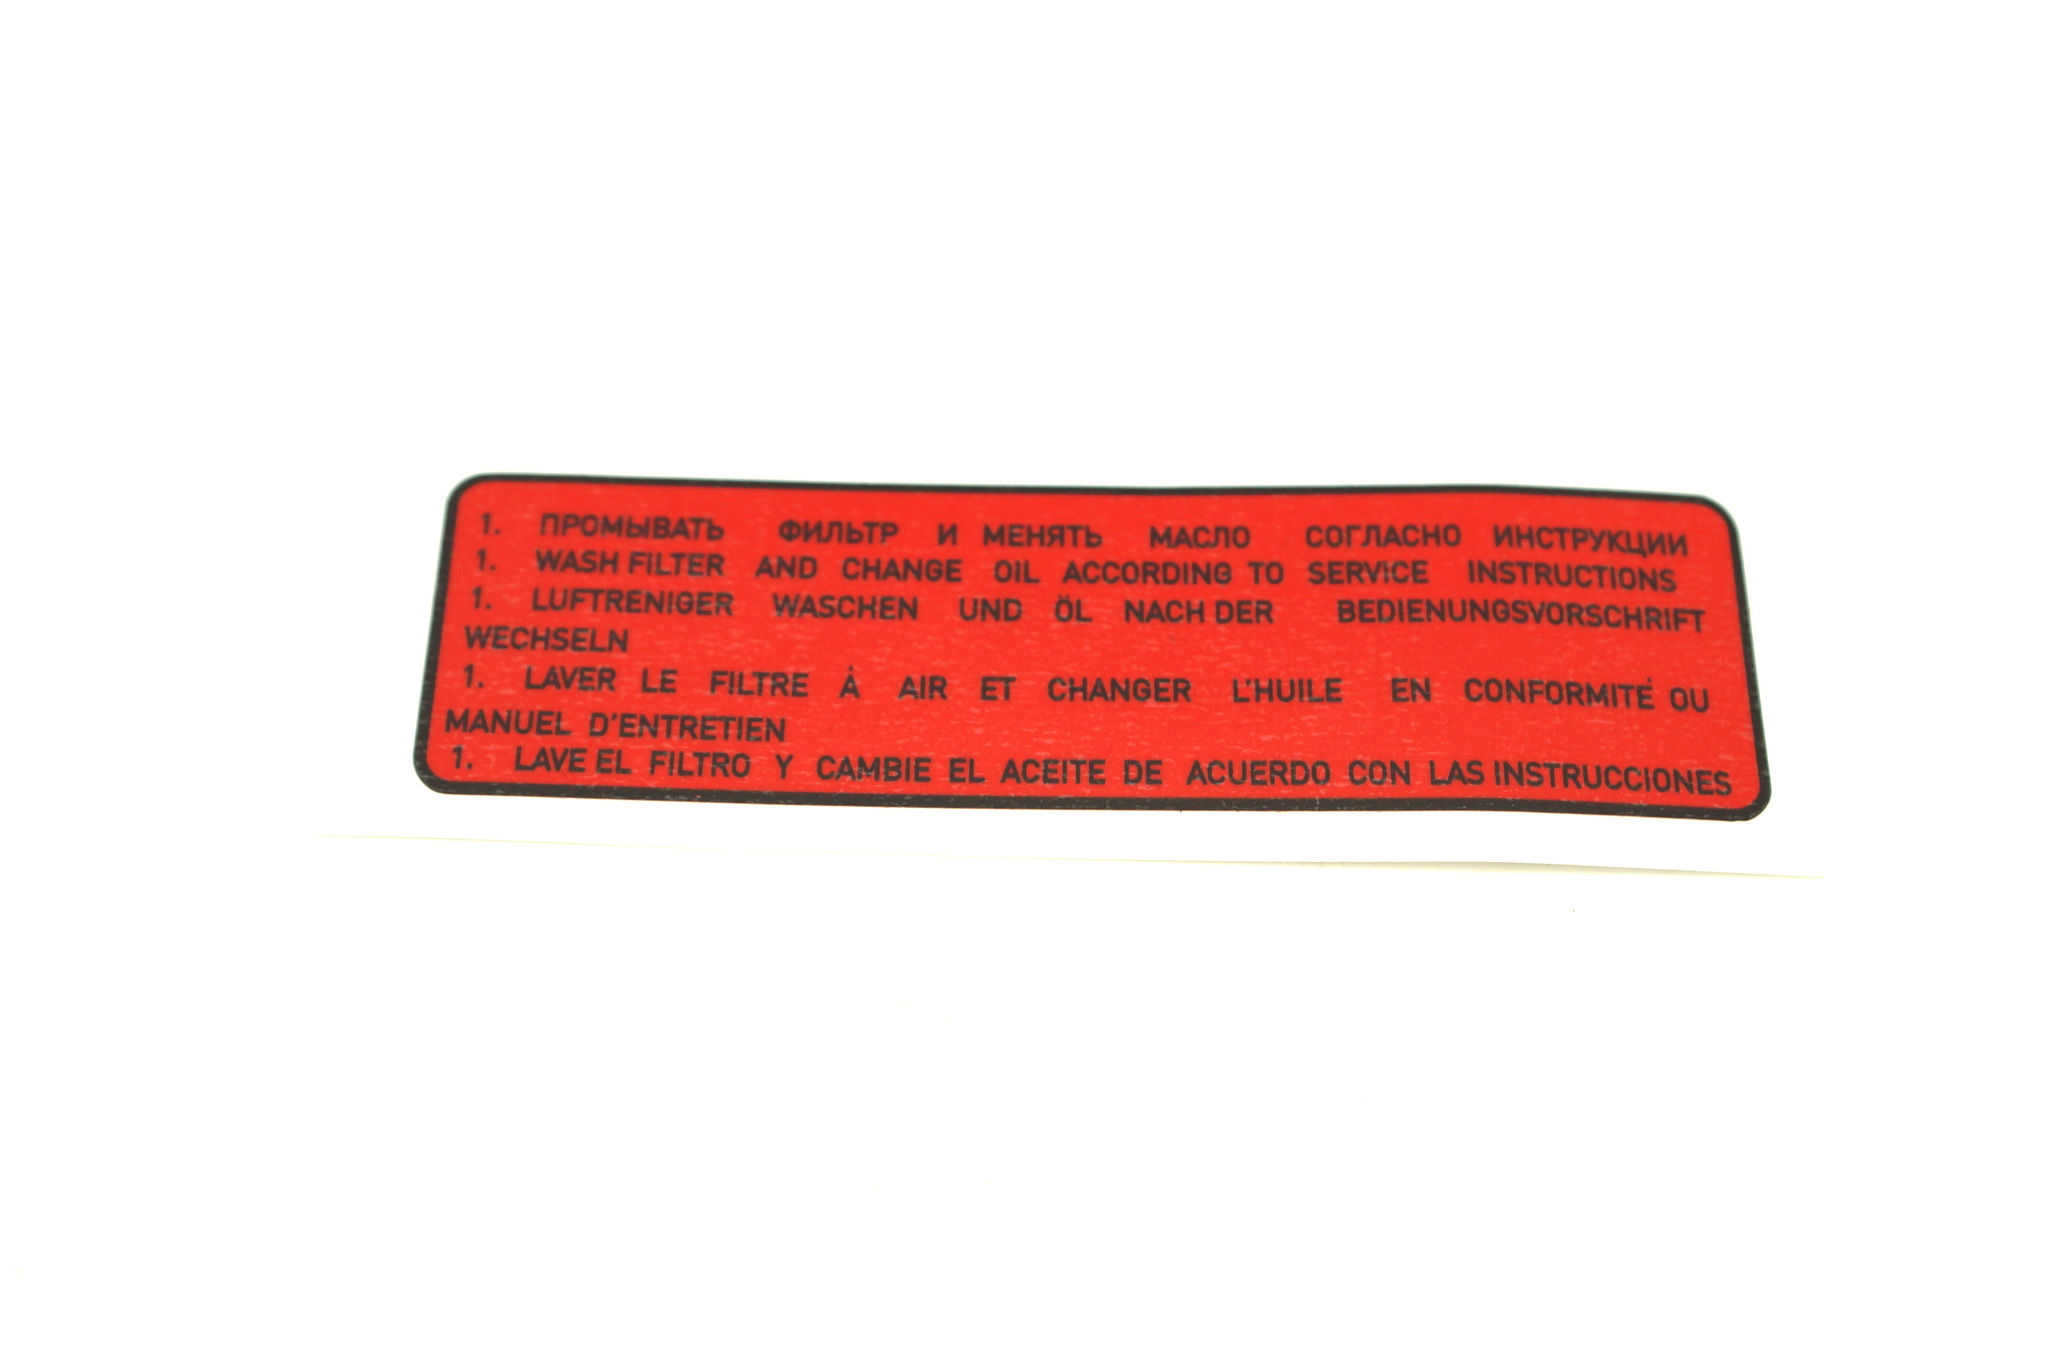 1. ПРОМЫВАТЬ ФИЛЬТР И МЕНЯТЬ МАСЛО СОГЛАСНО ИНСТРУКЦИИ
1. WASH FILTER AND CHANGE OIL ACCORDING TO SERVICE INSTRUCTIONS
1. LUFTRENIGER WASCHEN UND ÖL NACH DER BEDIENUNGSVORSCHRIFT
WECHSELN
1. LAVER LE FILTRE À AIR ET CHANGER L'HUILE EN CONFORMITÉ OU
MANUEL D'ENTRETIEN
1. LAVE EL FILTRO Y CAMBIE EL ACEITE DE ACUERDO CON LAS INSTRUCCIONES